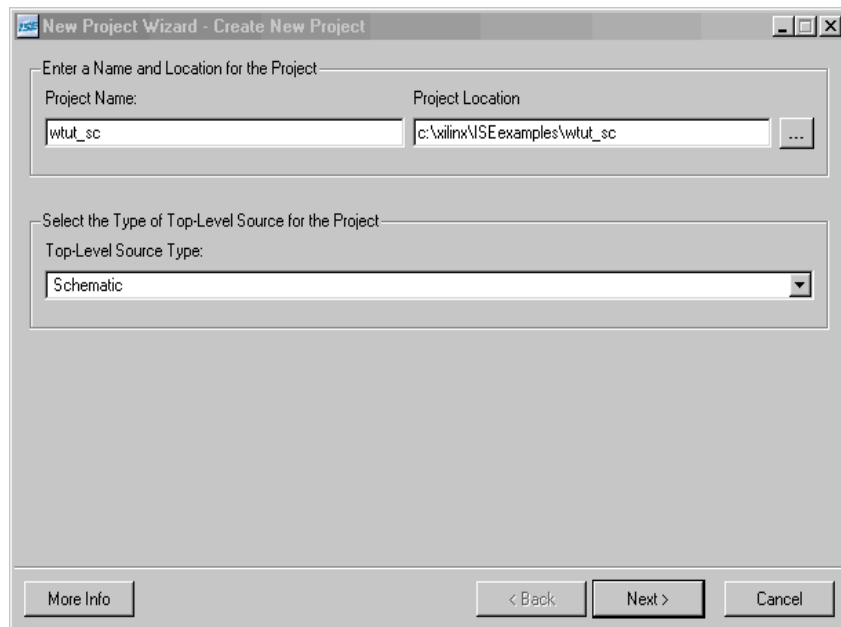 ISE New Project Wizard - Create New Project
Enter a Name and Location for the Project
Project Name:
Project Location
wtut_sc
c:\xilinx\ISEexamples\wtut_sc
...
Select the Type of Top-Level Source for the Project
Top-Level Source Type:
Schematic
More Info
< Back
Next >
Cancel